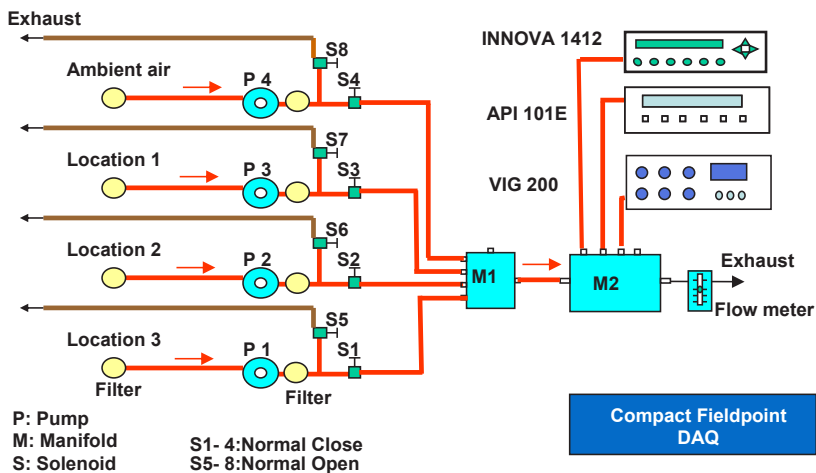 Exhaust
Ambient air
P 4
S8
S4
INNOVA 1412
API 101E
VIG 200
Location 1
P 3
S7
S3
Location 2
P 2
S6
S2
M1
M2
Exhaust
Flow meter
Location 3
P 1
S5
S1
Filter
Filter
P: Pump
M: Manifold
S: Solenoid
S1- 4:Normal Close
S5- 8:Normal Open
Compact Fieldpoint
DAQ